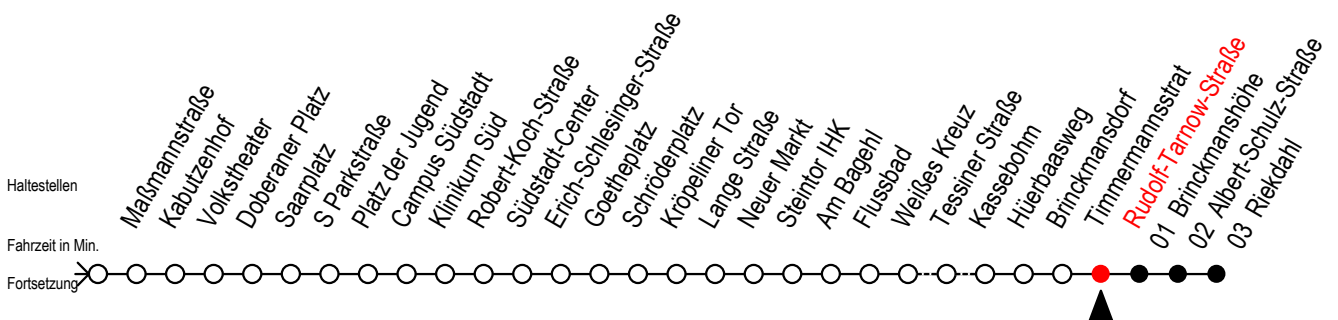 Haltestellen
Fahrzeit in Min.
Fortsetzung
Maßmannstraße
Kabutzenhof
Volkstheater
Doberaner Platz
Saarplatz
S Parkstraße
Platz der Jugend
Campus Südstadt
Klinikum Süd
Robert-Koch-Straße
Südstadt-Center
Erich-Schlesinger-Straße
Goetheplatz
Schröderplatz
Kröpeliner Tor
Lange Straße
Neuer Markt
Steintor IHK
Am Bagehl
Flussbad
Weißes Kreuz
Tessiner Straße
Kassebohm
Hüerbaasweg
Brinckmansdorf
Timmermannsstrat
Rudolf-Tarnow-Straße
01 Brinckmanshöhe
02 Albert-Schulz-Straße
03 Riekdahl